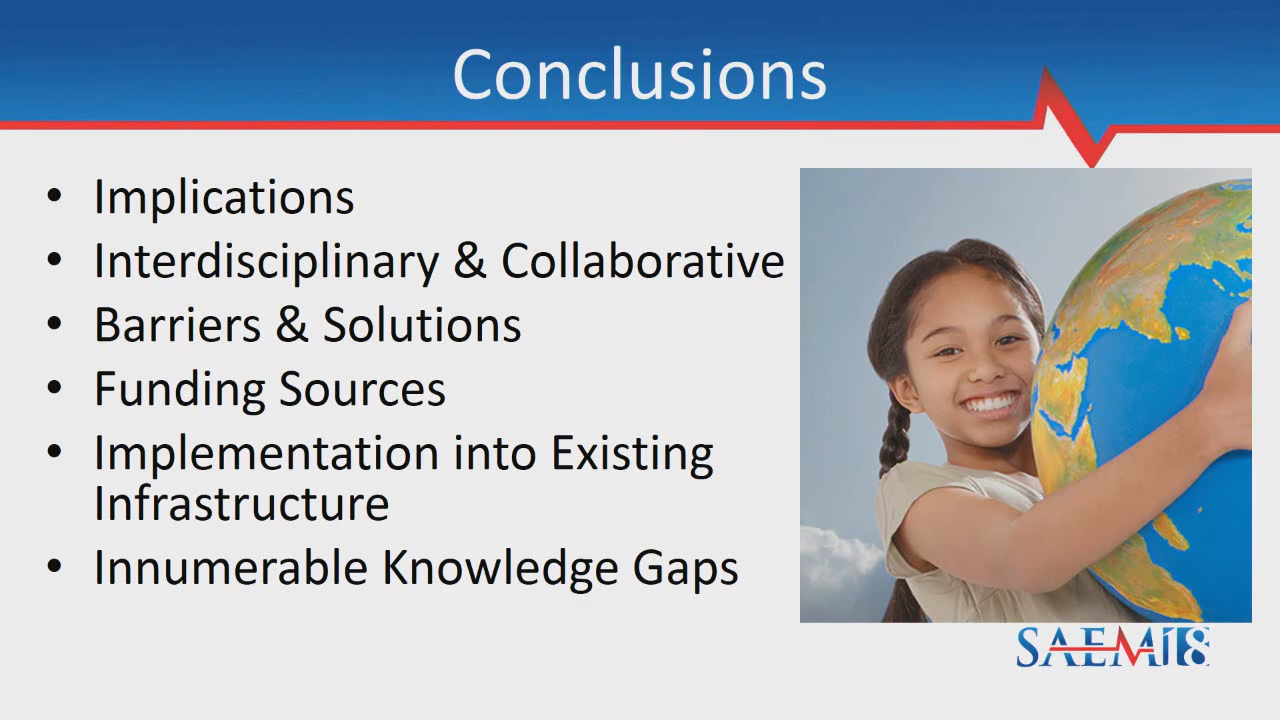 Conclusions
• Implications
• Interdisciplinary & Collaborative
• Barriers & Solutions
• Funding Sources
• Implementation into Existing
Infrastructure
• Innumerable Knowledge Gaps
SAEM18